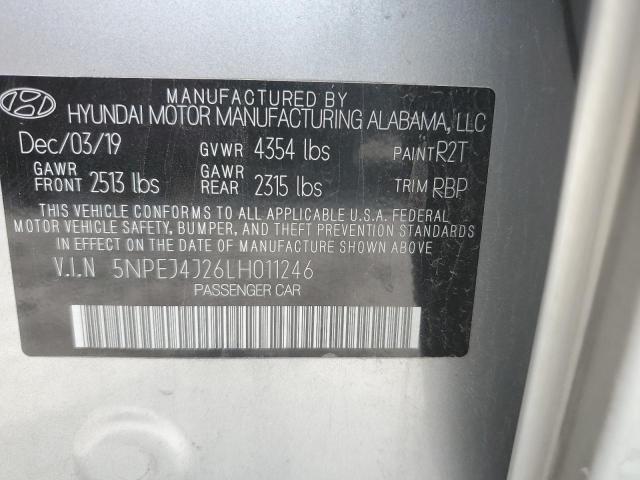 MANUFACTURED BY
HYUNDAI MOTOR MANUFACTURING ALABAMA, LLC
Dec/03/19 GVWR 4354 lbs PAINT R2T
GAWR FRONT 2513 lbs GAWR REAR 2315 lbs TRIM RBP
THIS VEHICLE CONFORMS TO ALL APPLICABLE U.S.A. FEDERAL
MOTOR VEHICLE SAFETY, BUMPER, AND THEFT PREVENTION STANDARDS
IN EFFECT ON THE DATE OF MANUFACTURE SHOWN ABOVE.
V.I.N 5NPEJ4J26LH011246
PASSENGER CAR